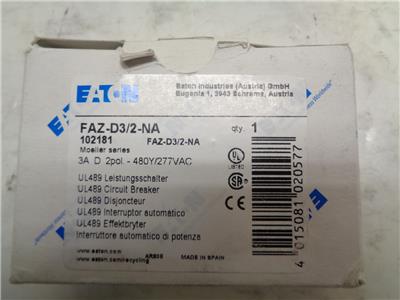 EATON
Eaton Industries (Austria) GmbH
Eugenia 1, 3943 Schrems, Austria
FAZ-D3/2-NA
qty. 1
102181 FAZ-D3/2-NA
Moeller series
3A D 2pol. - 480Y/277VAC
UL489 Leistungsschalter
UL489 Circuit Breaker
UL489 Disjoncteur
UL489 Interruptor automatico
UL489 Effektbryter
Interruttore automatico di potenza
www.eaton.com
www.eaton.com/recycling
MADE IN SPAIN
LISTED
4 015081 020577